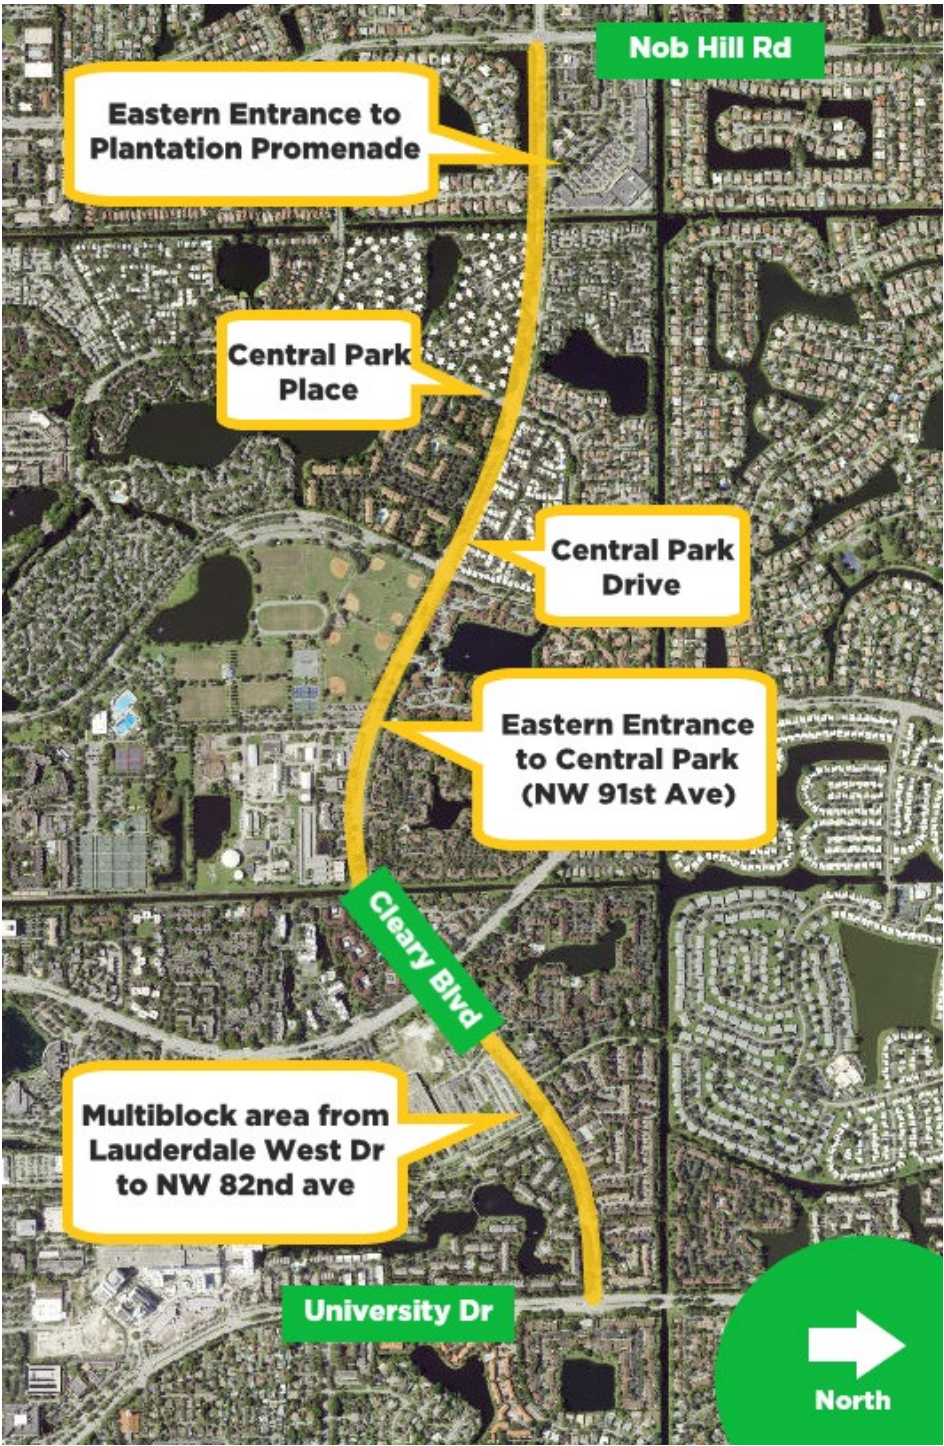 Nob Hill Rd
Eastern Entrance to
Plantation Promenade
Central Park
Place
Central Park
Drive
Eastern Entrance
to Central Park
(NW 91st Ave)
Cleary Blvd
Multiblock area from
Lauderdale West Dr
to NW 82nd ave
University Dr
North